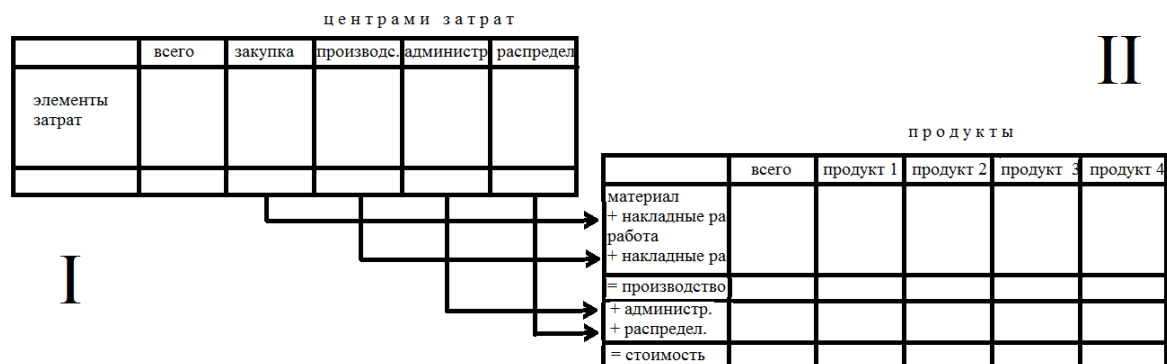 центрами затрат
всего закупка производс. администр распредел
элементы
затрат
II
продукты
всего продукт 1 продукт 2 продукт 3 продукт 4
материал
+ накладные ра
работа
+ накладные ра
I
= производство
+ администр.
+ распредел.
= стоимость